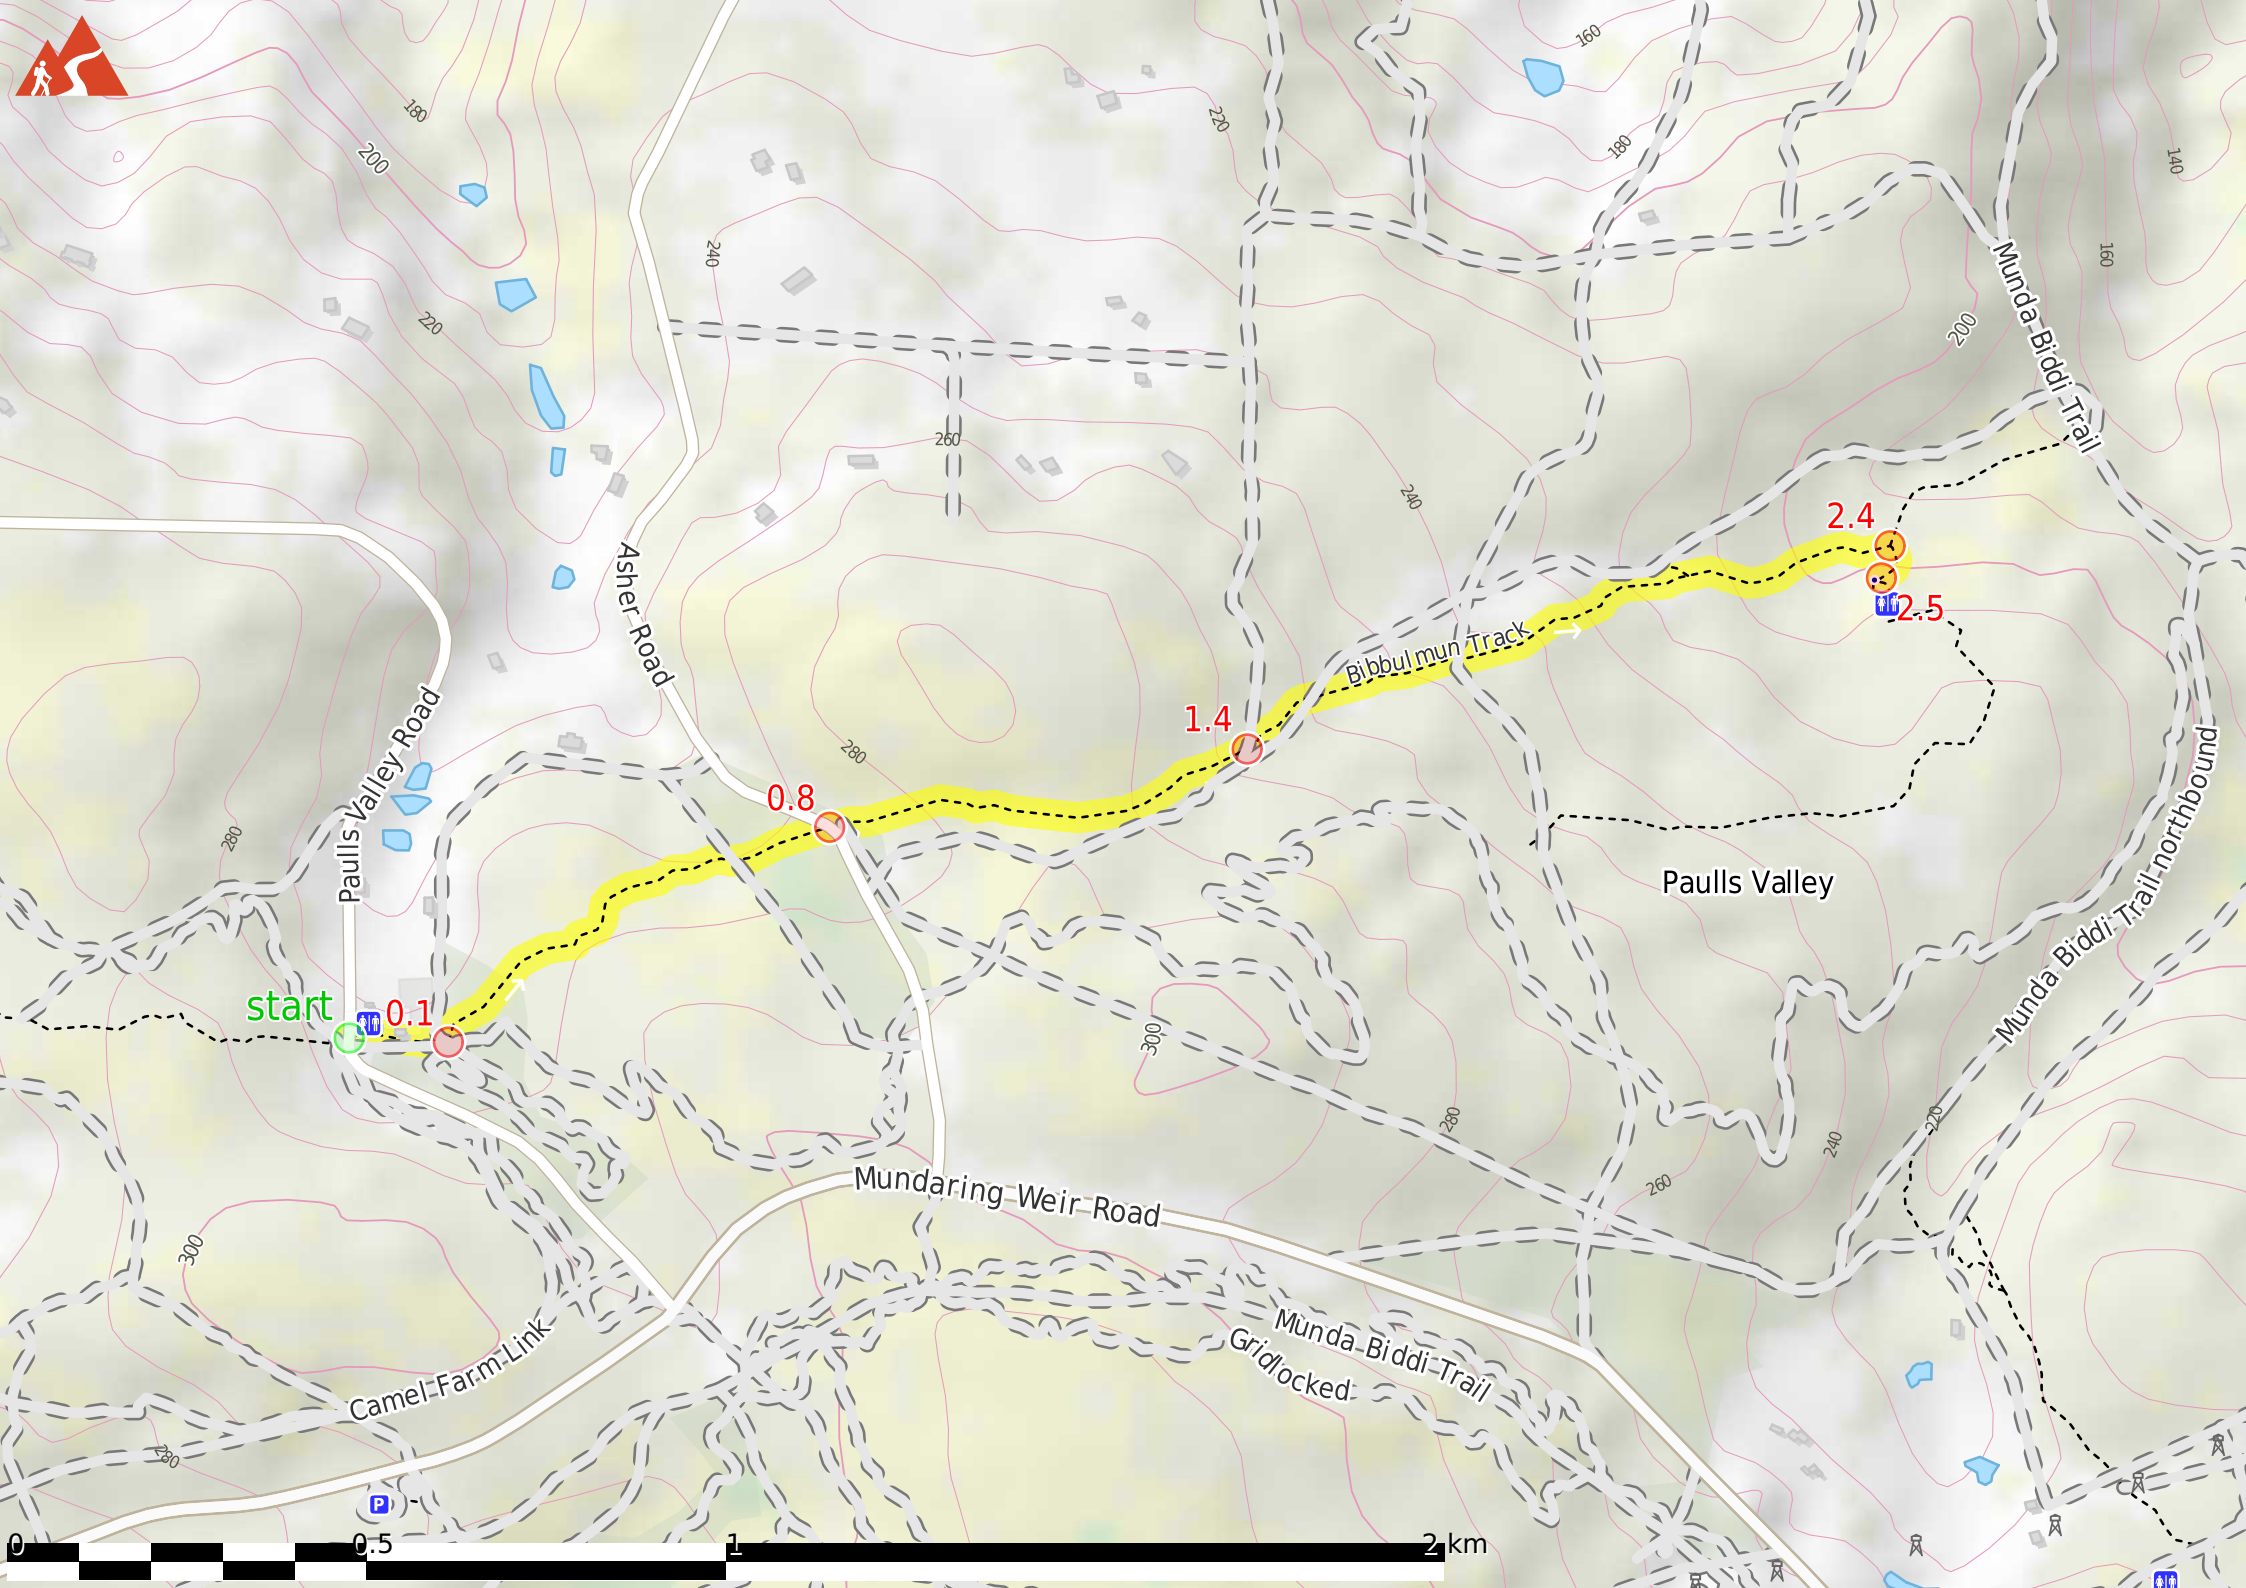 160
180
220
140
180
200
240
160
220
200
Munda Biddi Trail
260
240
2.4
Asher Road
2.5
Bibbulmun Track
Paulls Valley Road
1.4
280
0.8
280
Paulls Valley
Munda Biddi Trail northbound
start
0.1
300
280
220
240
260
Mundaring Weir Road
300
Munda Biddi Trail
Gridlocked
Camel Farm Link
280
P
0
0.5
1
2 km